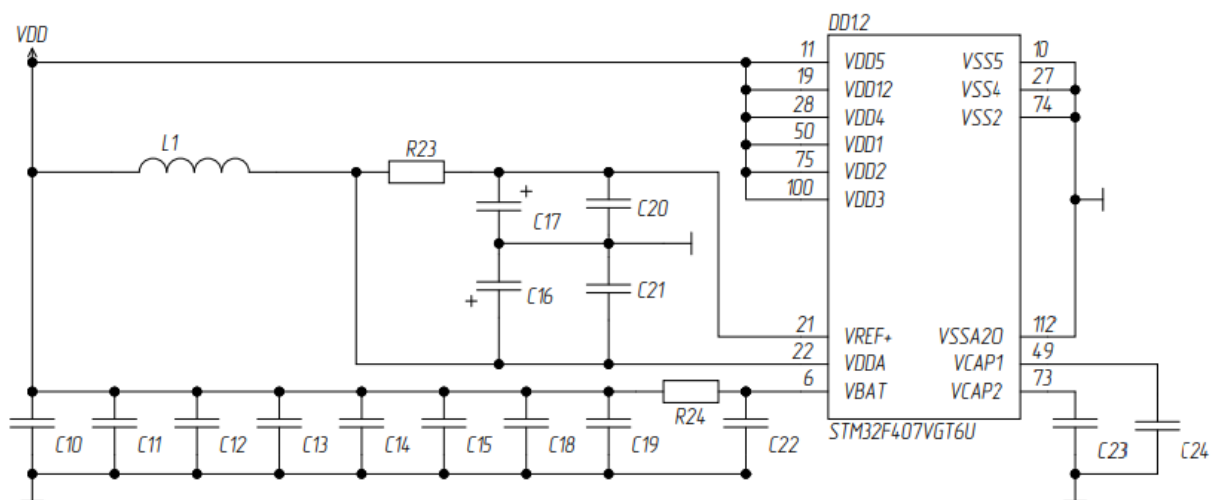 DD1.2
VDD
11 VDD5 VSS5 10
19 VDD12 VSS4 27
28 VDD4 VSS2 74
50 VDD1
L1 R23
75 VDD2
100 VDD3
+ C17 C20
+ C16 C21
21 VREF+ VSSA20 112
22 VDDA VCAP1 49
6 VBAT VCAP2 73
R24
STM32F407VGT6U
C10 C11 C12 C13 C14 C15 C18 C19 C22 C23 C24